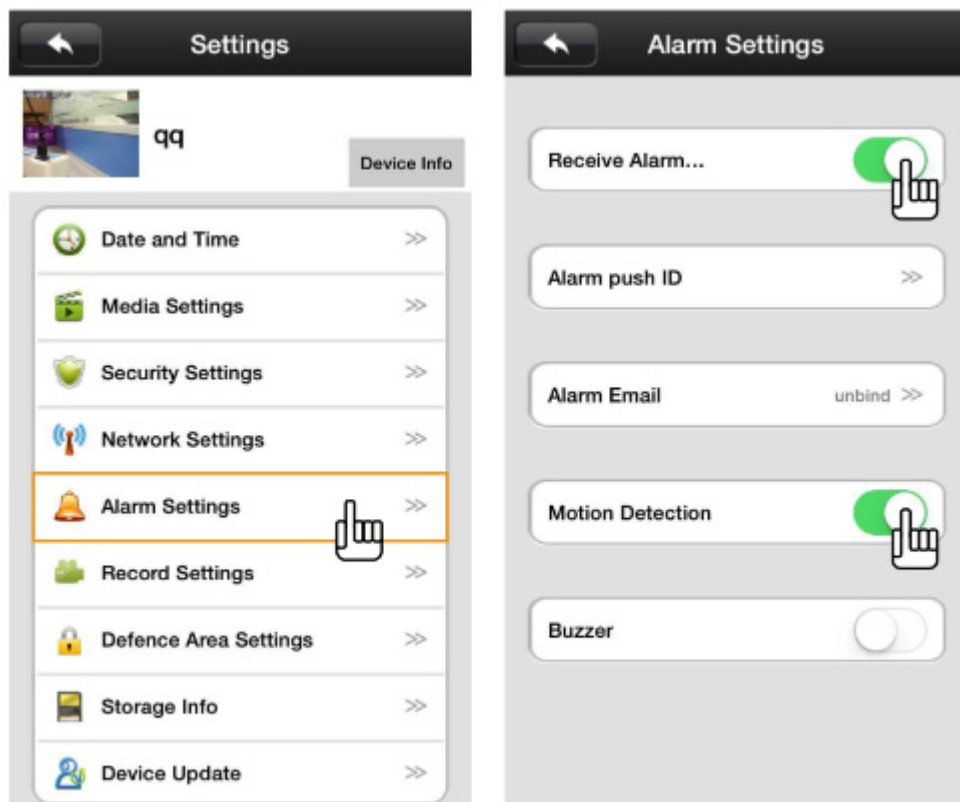 Settings
qq
Device Info
Date and Time >>
Media Settings >>
Security Settings >>
Network Settings >>
Alarm Settings >>
Record Settings >>
Defence Area Settings >>
Storage Info >>
Device Update >>
Alarm Settings
Receive Alarm...
Alarm push ID >>
Alarm Email unbind >>
Motion Detection
Buzzer